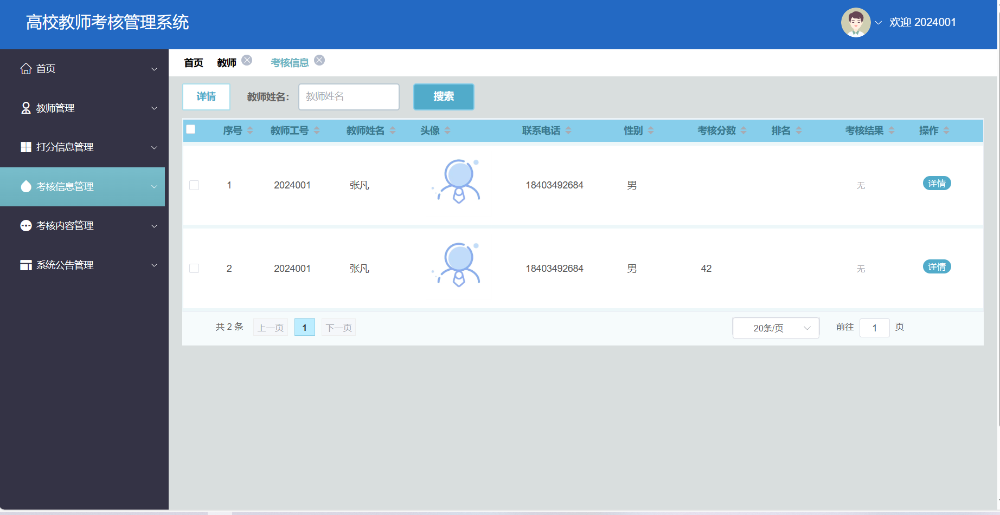 高校教师考核管理系统
欢迎 2024001
首页
教师管理
打分信息管理
考核信息管理
考核内容管理
系统公告管理
首页 教师 考核信息
详情 教师姓名: 教师姓名 搜索
序号 教师工号 教师姓名 头像 联系电话 性别 考核分数 排名 考核结果 操作
1 2024001 张凡 18403492684 男 无 详情
2 2024001 张凡 18403492684 男 42 无 详情
共 2 条 上一页 1 下一页 20条/页 前往 1 页